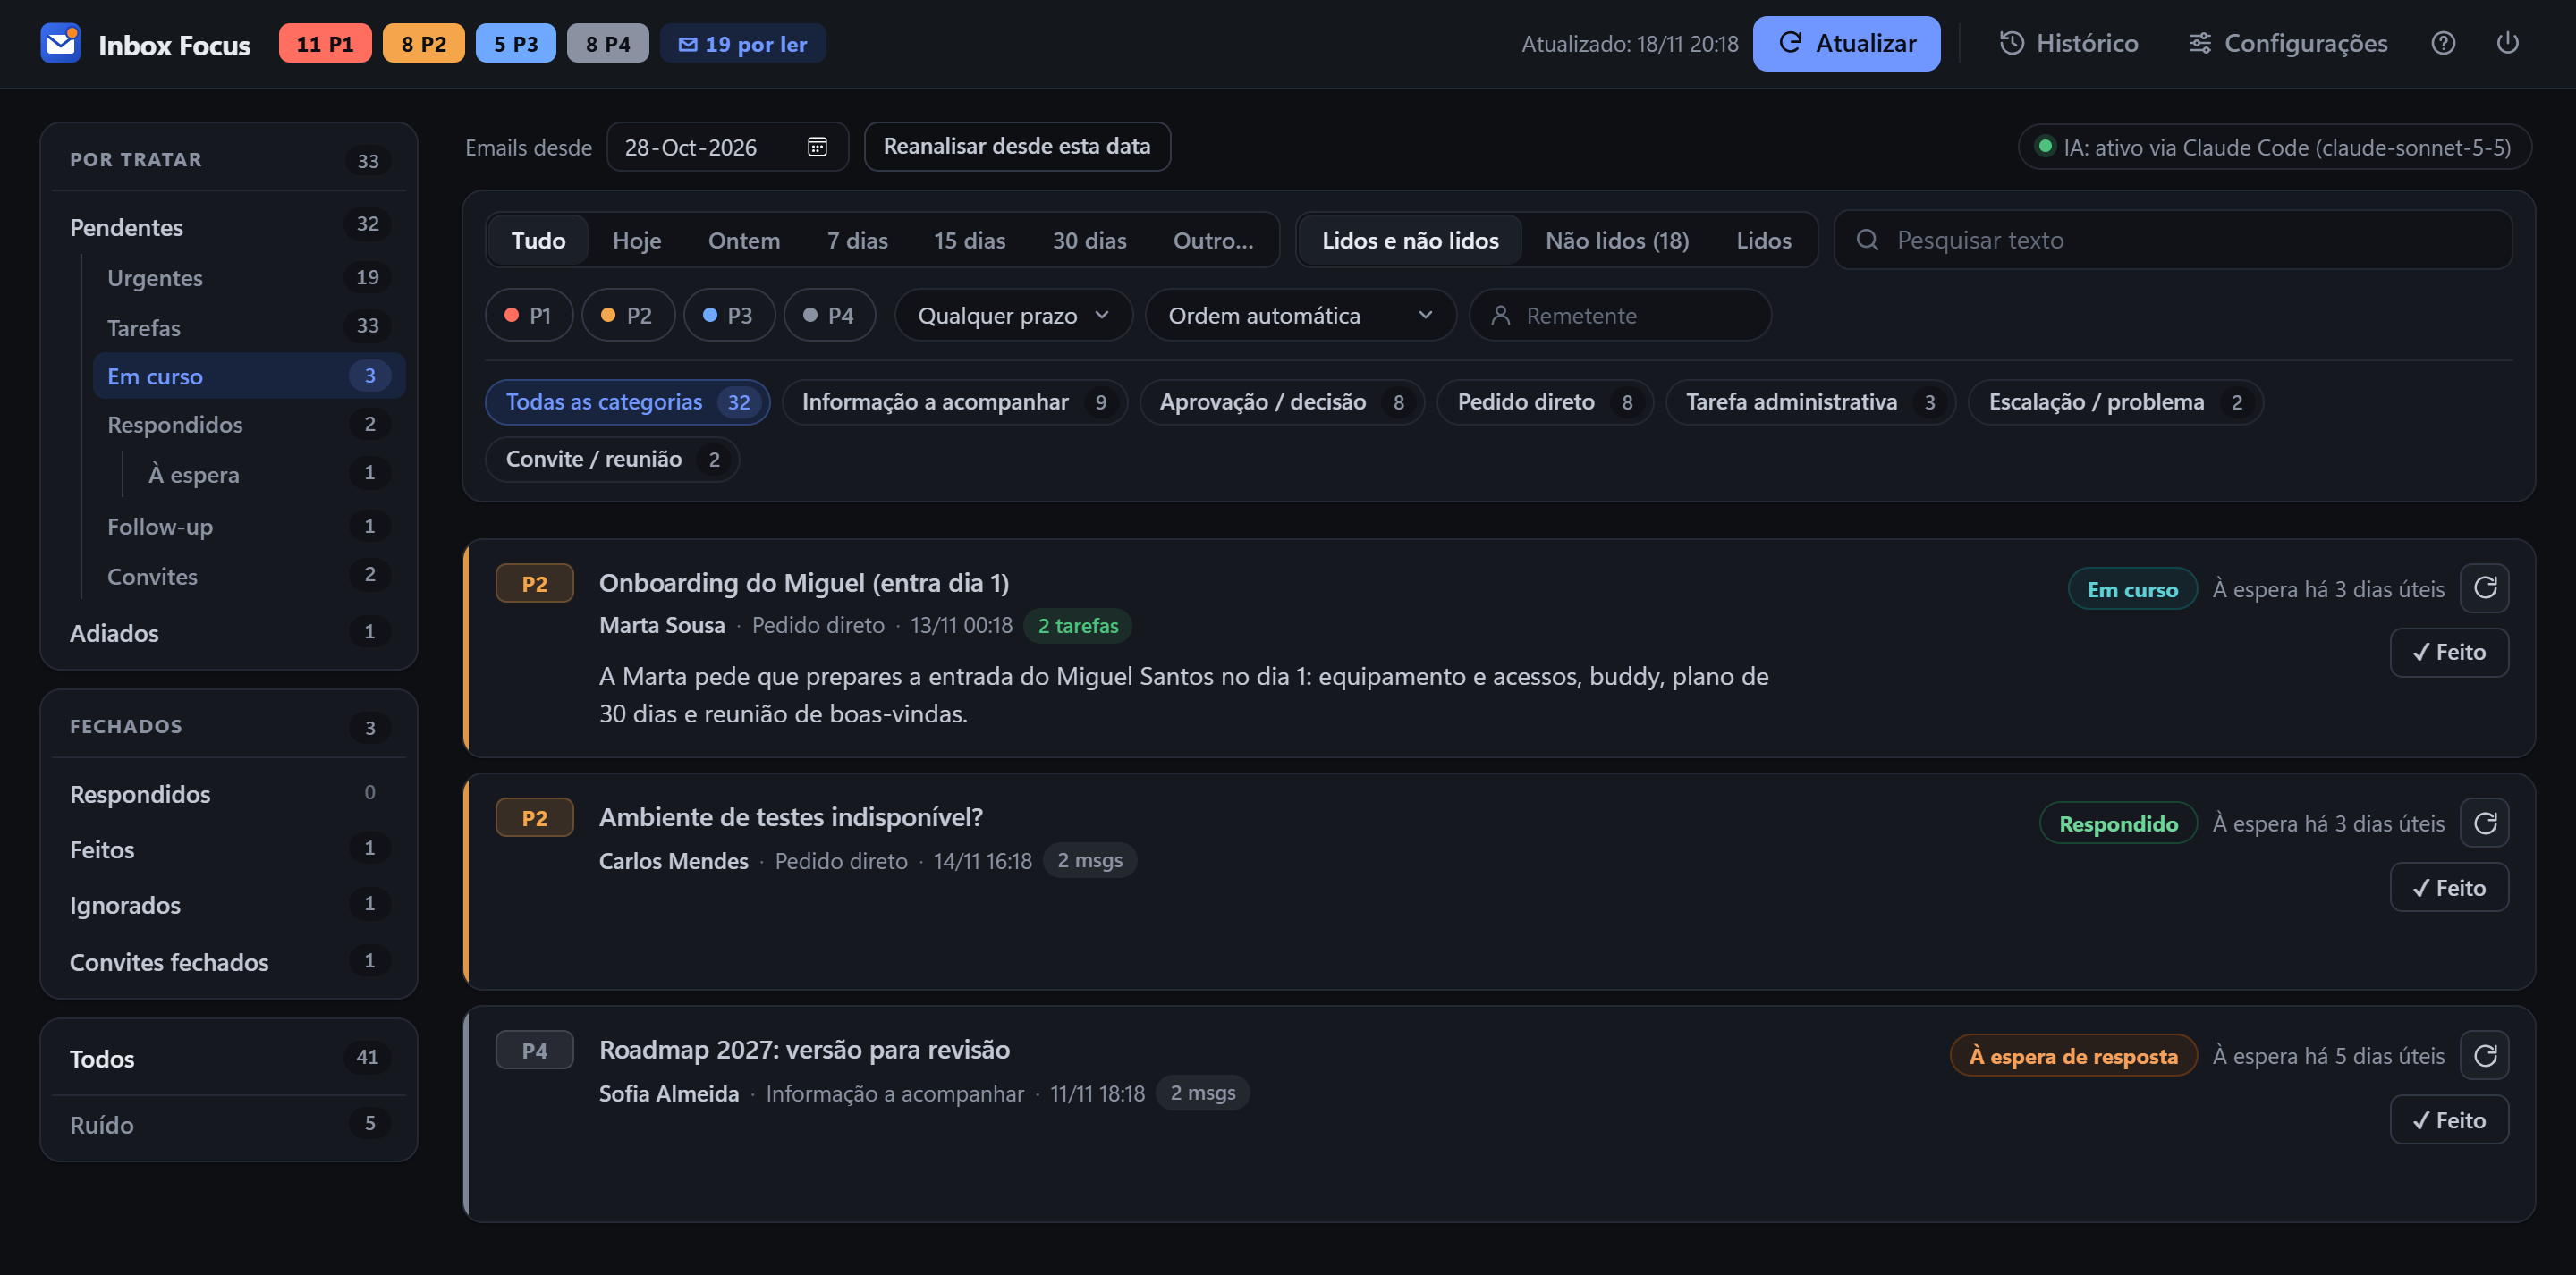 Inbox Focus 11 P1 8 P2 5 P3 8 P4 19 por ler Atualizado: 18/11 20:18 Atualizar Histórico Configurações
POR TRATAR 33
Pendentes 32
Urgentes 19
Tarefas 33
Em curso 3
Respondidos 2
À espera 1
Follow-up 1
Convites 2
Adiados 1
FECHADOS 3
Respondidos 0
Feitos 1
Ignorados 1
Convites fechados 1
Todos 41
Ruído 5
Emails desde 28-Oct-2026 Reanalisar desde esta data IA: ativo via Claude Code (claude-sonnet-5-5)
Tudo Hoje Ontem 7 dias 15 dias 30 dias Outro... Lidos e não lidos Não lidos (18) Lidos Pesquisar texto
P1 P2 P3 P4 Qualquer prazo Ordem automática Remetente
Todas as categorias 32 Informação a acompanhar 9 Aprovação / decisão 8 Pedido direto 8 Tarefa administrativa 3 Escalação / problema 2
Convite / reunião 2
P2 Onboarding do Miguel (entra dia 1) Em curso À espera há 3 dias úteis
Marta Sousa · Pedido direto · 13/11 00:18 2 tarefas
✓ Feito
A Marta pede que prepares a entrada do Miguel Santos no dia 1: equipamento e acessos, buddy, plano de
30 dias e reunião de boas-vindas.
P2 Ambiente de testes indisponível? Respondido À espera há 3 dias úteis
Carlos Mendes · Pedido direto · 14/11 16:18 2 msgs
✓ Feito
P4 Roadmap 2027: versão para revisão À espera de resposta À espera há 5 dias úteis
Sofia Almeida · Informação a acompanhar · 11/11 18:18 2 msgs
✓ Feito